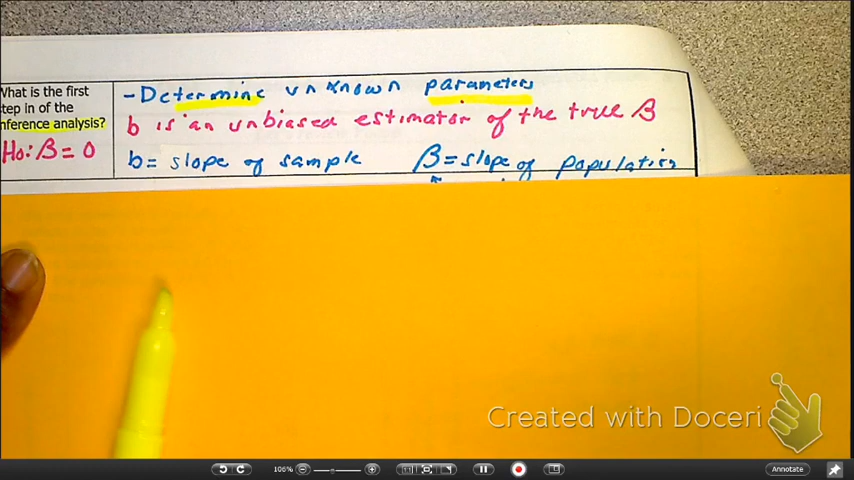 What is the first
step in of the
inference analysis?
Ho: β = 0
- Determine unknown parameters
b is an unbiased estimator of the true β
b = slope of sample β = slope of population
Created with Doceri
106%
Annotate